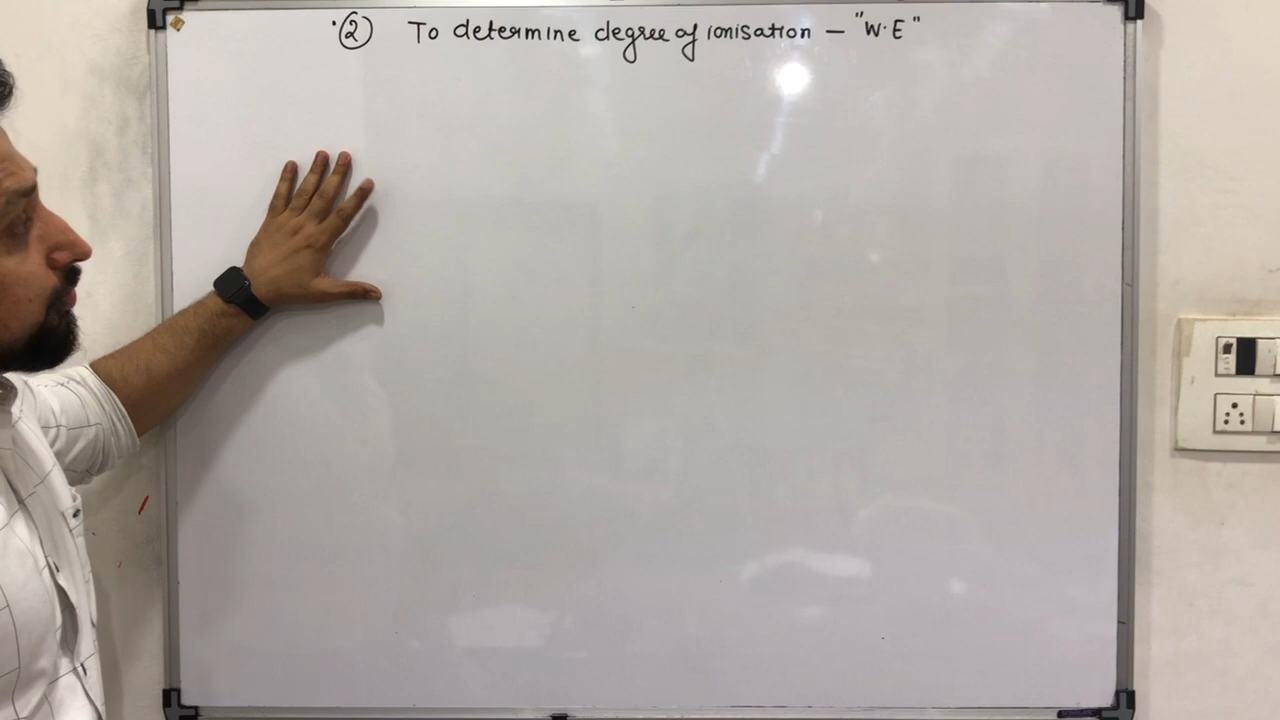 ② To determine degree of ionisation – "W.E"